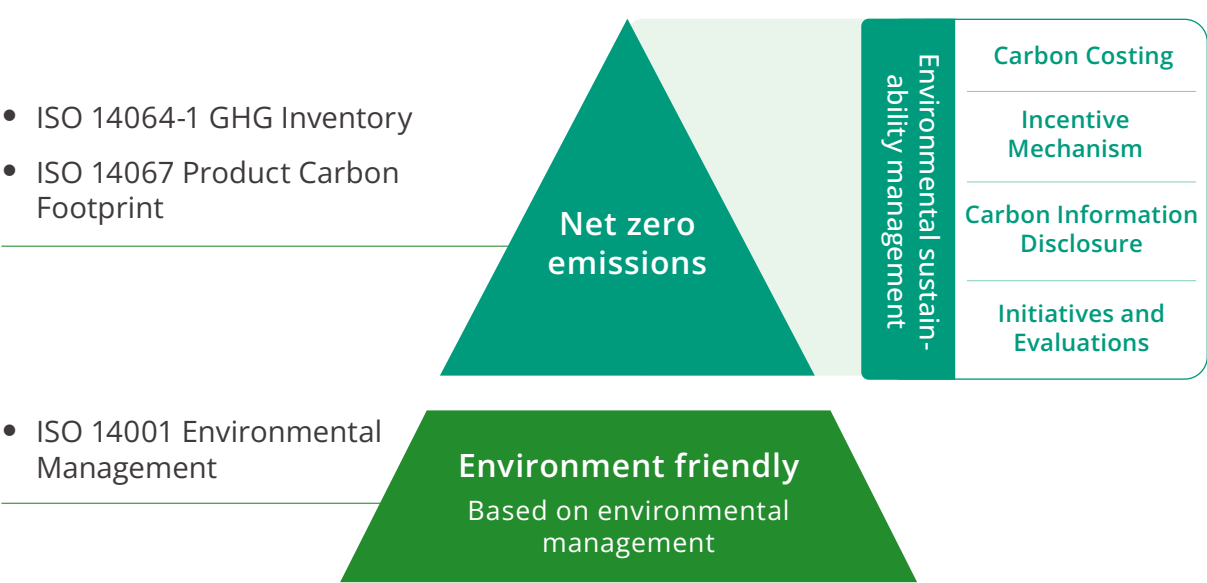 • ISO 14064-1 GHG Inventory
• ISO 14067 Product Carbon
Footprint
Net zero
emissions
Environmental sustain-
ability management
Carbon Costing
Incentive
Mechanism
Carbon Information
Disclosure
Initiatives and
Evaluations
• ISO 14001 Environmental
Management
Environment friendly
Based on environmental
management